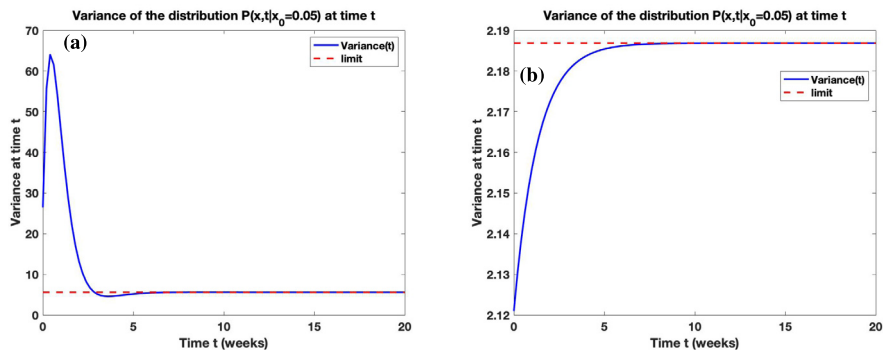 Variance of the distribution P(x,t|x0=0.05) at time t
(a)
Variance(t)
limit
70
60
50
40
30
20
10
0
Variance at time t
0 5 10 15 20
Time t (weeks)
Variance of the distribution P(x,t|x0=0.05) at time t
(b)
Variance(t)
limit
2.19
2.18
2.17
2.16
2.15
2.14
2.13
2.12
Variance at time t
0 5 10 15 20
Time t (weeks)